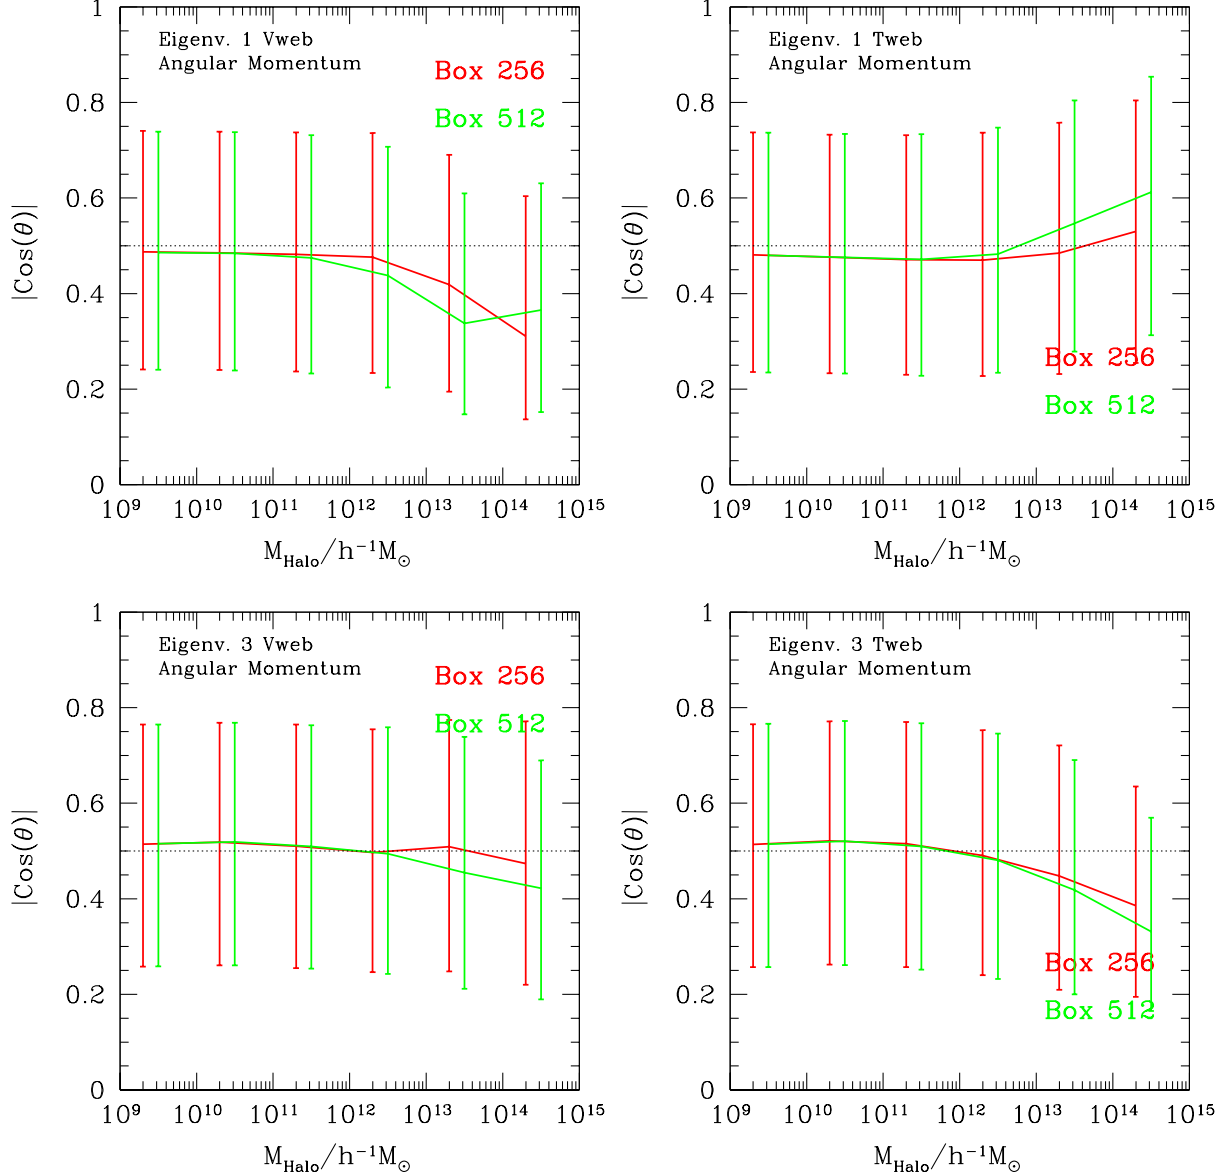 1
Eigenv. 1 Vweb
Angular Momentum
Box 256
Box 512
0.8
0.6
|Cos(θ)|
0.4
0.2
0
10⁹ 10¹⁰ 10¹¹ 10¹² 10¹³ 10¹⁴ 10¹⁵
M_Halo/h⁻¹M_⊙
1
Eigenv. 1 Tweb
Angular Momentum
0.8
0.6
|Cos(θ)|
0.4
Box 256
Box 512
0.2
0
10⁹ 10¹⁰ 10¹¹ 10¹² 10¹³ 10¹⁴ 10¹⁵
M_Halo/h⁻¹M_⊙
1
Eigenv. 3 Vweb
Angular Momentum
Box 256
Box 512
0.8
0.6
|Cos(θ)|
0.4
0.2
0
10⁹ 10¹⁰ 10¹¹ 10¹² 10¹³ 10¹⁴ 10¹⁵
M_Halo/h⁻¹M_⊙
1
Eigenv. 3 Tweb
Angular Momentum
0.8
0.6
|Cos(θ)|
0.4
Box 256
Box 512
0.2
0
10⁹ 10¹⁰ 10¹¹ 10¹² 10¹³ 10¹⁴ 10¹⁵
M_Halo/h⁻¹M_⊙